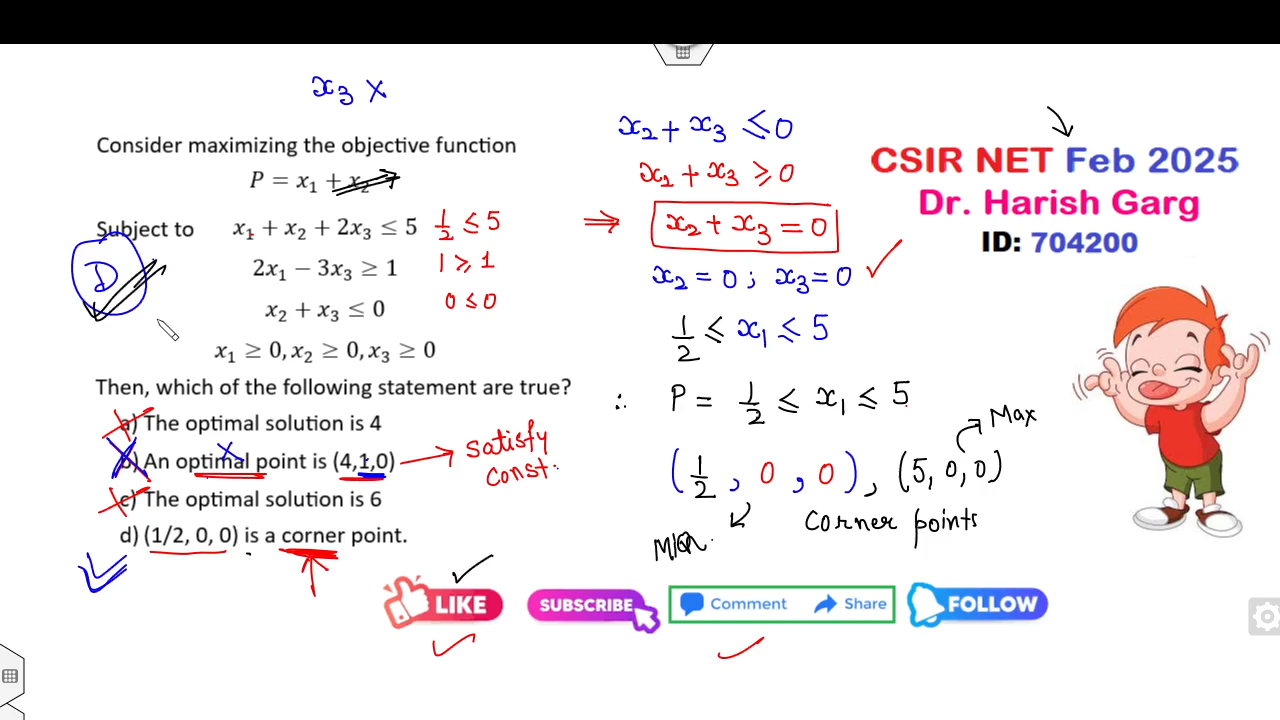 x₃ ×
Consider maximizing the objective function
P = x₁ + x₂
Subject to
x₁ + x₂ + 2x₃ ≤ 5
1/2 ≤ 5
2x₁ − 3x₃ ≥ 1
1 ≥ 1
x₂ + x₃ ≤ 0
0 ≤ 0
x₁ ≥ 0, x₂ ≥ 0, x₃ ≥ 0
D
Then, which of the following statement are true?
a) The optimal solution is 4
b) An optimal point is (4,1,0)
x
→ Satisfy
const.
c) The optimal solution is 6
d) (1/2, 0, 0) is a corner point.
x₂ + x₃ ≤ 0
x₂ + x₃ ≥ 0
⇒ x₂ + x₃ = 0
x₂ = 0 ; x₃ = 0
1/2 ≤ x₁ ≤ 5
∴ P = 1/2 ≤ x₁ ≤ 5
Max
(1/2, 0, 0), (5, 0, 0)
corner points
Min.
CSIR NET Feb 2025
Dr. Harish Garg
ID: 704200
LIKE
SUBSCRIBE
Comment
Share
FOLLOW